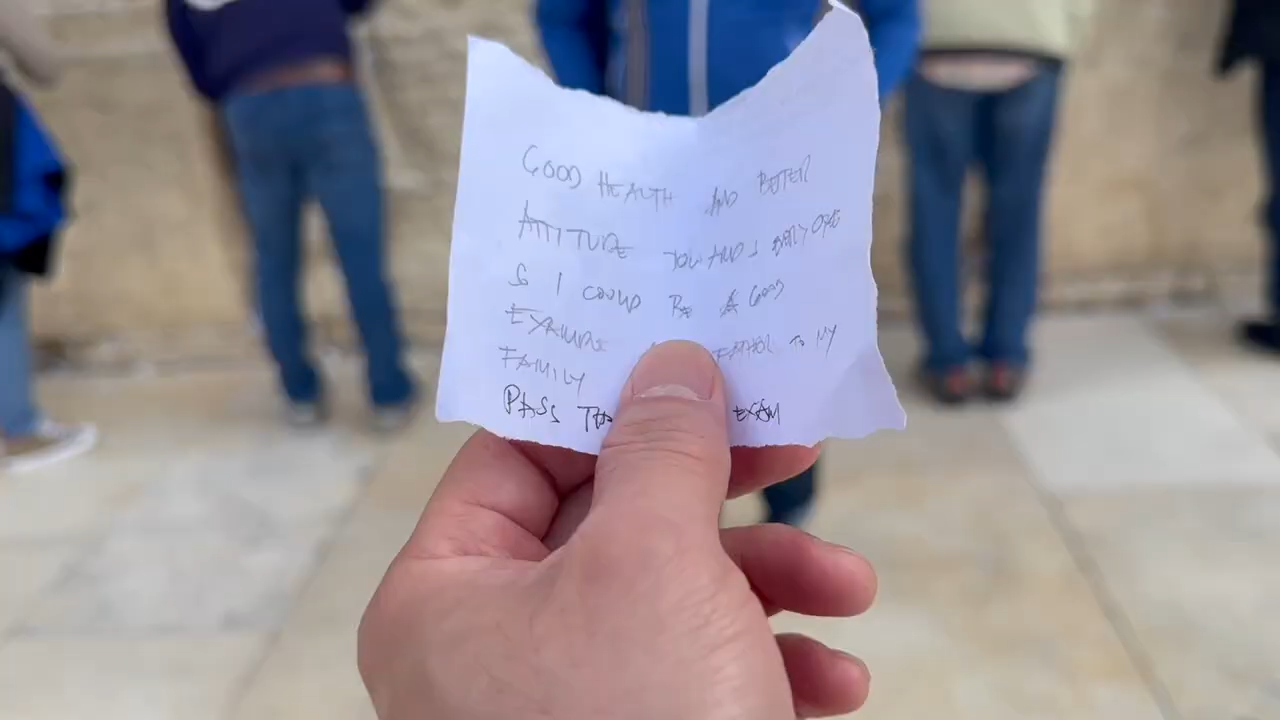 GOOD HEALTH AND BETTER
ATTITUDE TOWARDS EVERYONE
SO I COULD BE A GOOD
EXAMPLE FATHER TO MY
FAMILY
PASS EXAM